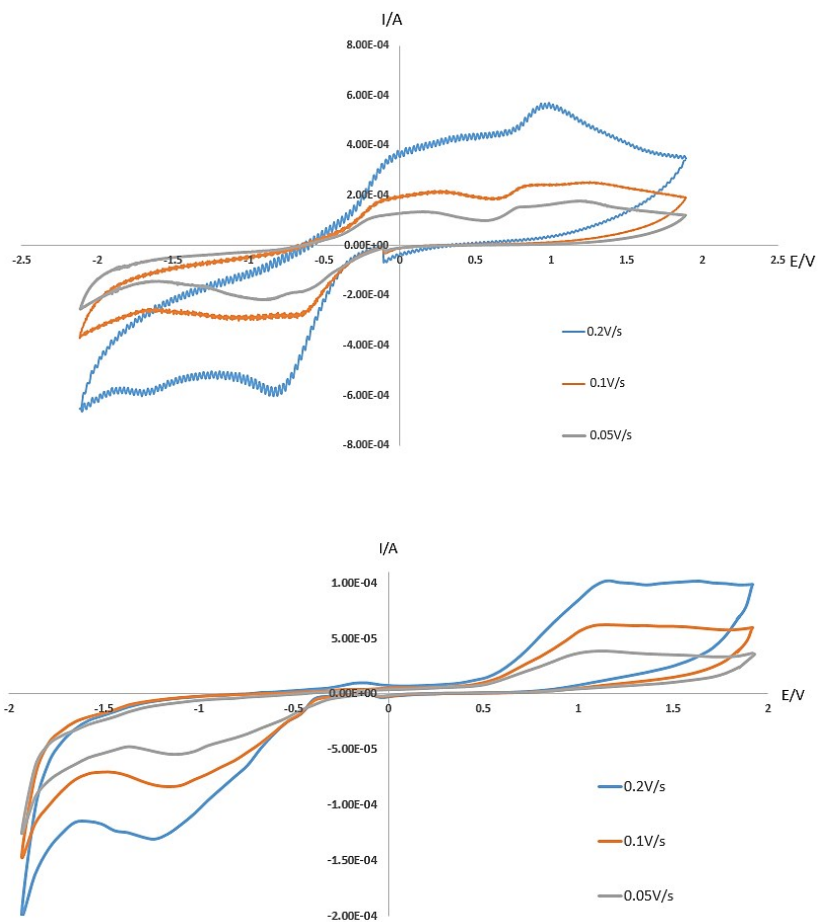 I/A
8.00E-04
6.00E-04
4.00E-04
2.00E-04
0.00E+00
-2.5 -2 -1.5 -1 -0.5 0 0.5 1 1.5 2 2.5 E/V
-2.00E-04
0.2V/s
-4.00E-04
0.1V/s
-6.00E-04
0.05V/s
-8.00E-04
I/A
1.00E-04
5.00E-05
0.00E+00 E/V
-2 -1.5 -1 -0.5 0 0.5 1 1.5 2
-5.00E-05
0.2V/s
-1.00E-04
0.1V/s
-1.50E-04
0.05V/s
-2.00E-04